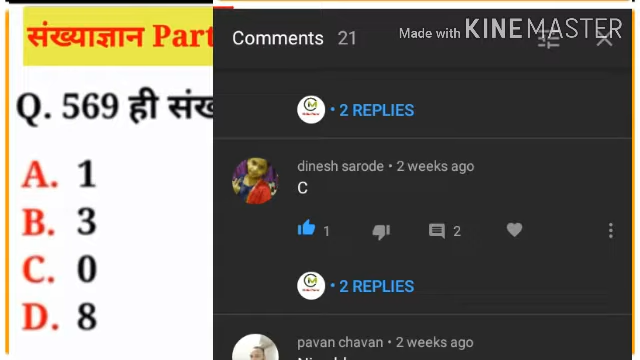 संख्याज्ञान Part
Q. 569 ही
A. 1
B. 3
C. 0
D. 8
Comments 21
Made with KINEMASTER
• 2 REPLIES
dinesh sarode • 2 weeks ago
C
1
2
• 2 REPLIES
pavan chavan • 2 weeks ago